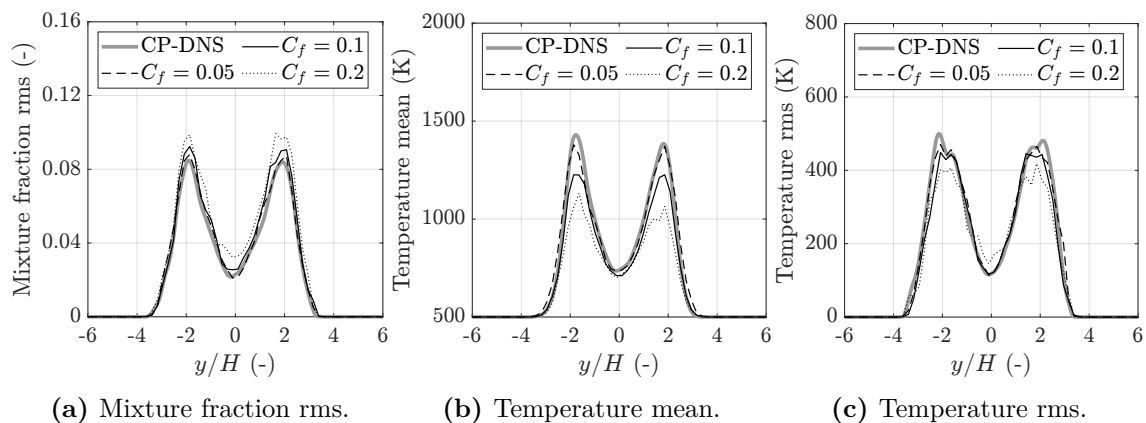 0.16
0.12
0.08
0.04
0
Mixture fraction rms (-)
CP-DNS
C_f = 0.1
C_f = 0.05
C_f = 0.2
-6 -4 -2 0 2 4 6
y/H (-)
(a) Mixture fraction rms.
2000
1500
1000
500
Temperature mean (K)
CP-DNS
C_f = 0.1
C_f = 0.05
C_f = 0.2
-6 -4 -2 0 2 4 6
y/H (-)
(b) Temperature mean.
800
600
400
200
0
Temperature rms (K)
CP-DNS
C_f = 0.1
C_f = 0.05
C_f = 0.2
-6 -4 -2 0 2 4 6
y/H (-)
(c) Temperature rms.